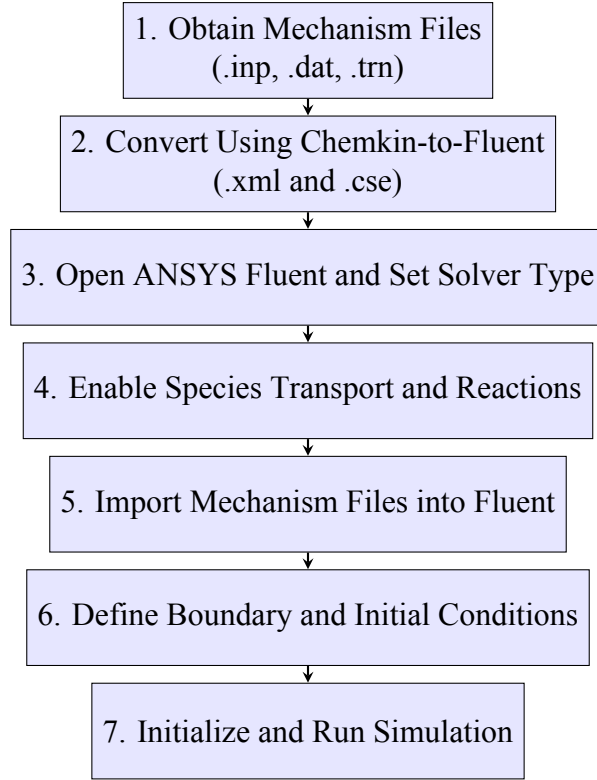 1. Obtain Mechanism Files
(.inp, .dat, .trn)
2. Convert Using Chemkin-to-Fluent
(.xml and .cse)
3. Open ANSYS Fluent and Set Solver Type
4. Enable Species Transport and Reactions
5. Import Mechanism Files into Fluent
6. Define Boundary and Initial Conditions
7. Initialize and Run Simulation